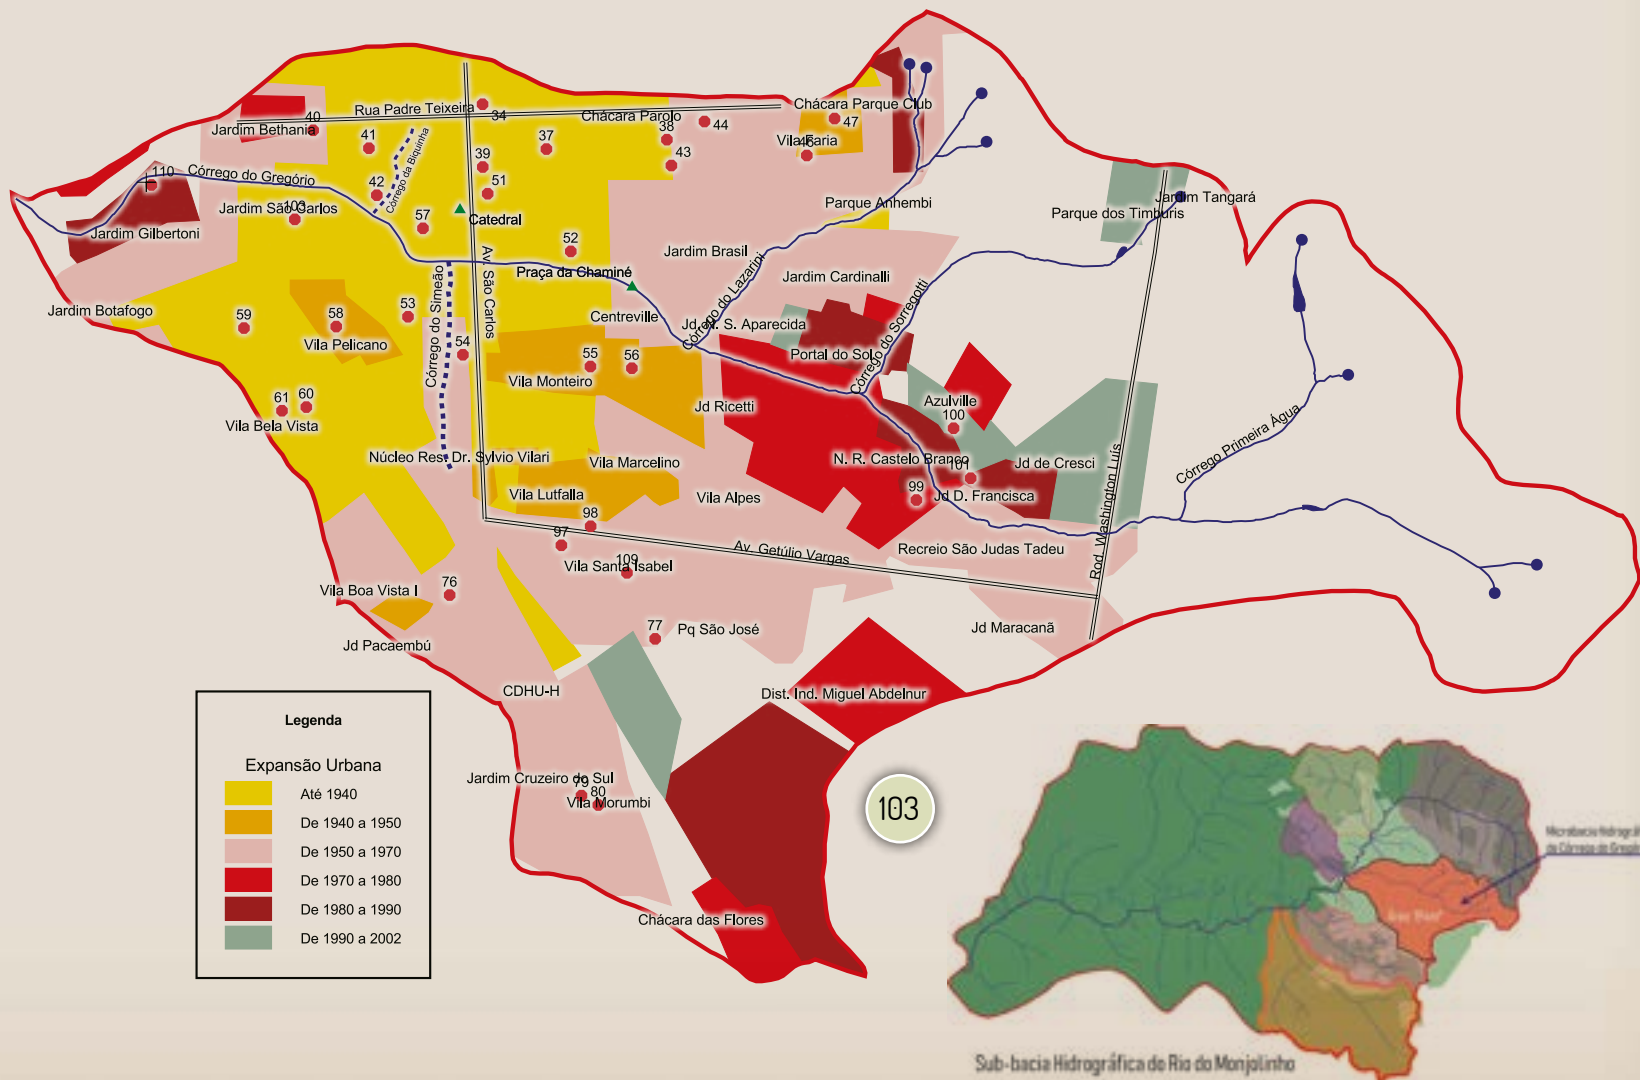 Rua Padre Teixeira
40
34
Chácara Parolo
Chácara Parque Club
Jardim Bethania
41
37
38
44
47
Vila Faria
46
43
39
Córrego da Biquinha
110
Córrego do Gregório
42
51
103
Jardim São Carlos
57
Catedral
Parque Anhembi
Jardim Tangará
Parque dos Timburis
Jardim Gilbertoni
52
Jardim Brasil
Praça da Chaminé
Av. São Carlos
Córrego do Simeão
Córrego do Lazarini
Jardim Cardinalli
Córrego do Sorregotti
Jardim Botafogo
59
58
53
Centreville
Jd. N. S. Aparecida
Vila Pelicano
54
55
56
Portal do Sol
Vila Monteiro
61
60
Jd Ricetti
Azulville
100
Vila Bela Vista
Córrego Primeira Água
Núcleo Res. Dr. Sylvio Vilari
Vila Marcelino
N. R. Castelo Branco
101
Jd de Cresci
Vila Lutfalla
Vila Alpes
99
Jd D. Francisca
Rod. Washington Luís
98
97
Av. Getúlio Vargas
Recreio São Judas Tadeu
109
Vila Santa Isabel
Vila Boa Vista I
76
77
Pq São José
Jd Maracanã
Jd Pacaembú
CDHU-H
Dist. Ind. Miguel Abdelnur
Jardim Cruzeiro do Sul
79
80
Vila Morumbi
Chácara das Flores
Legenda
Expansão Urbana
Até 1940
De 1940 a 1950
De 1950 a 1970
De 1970 a 1980
De 1980 a 1990
De 1990 a 2002
103
Sub-bacia Hidrográfica do Rio do Monjolinho